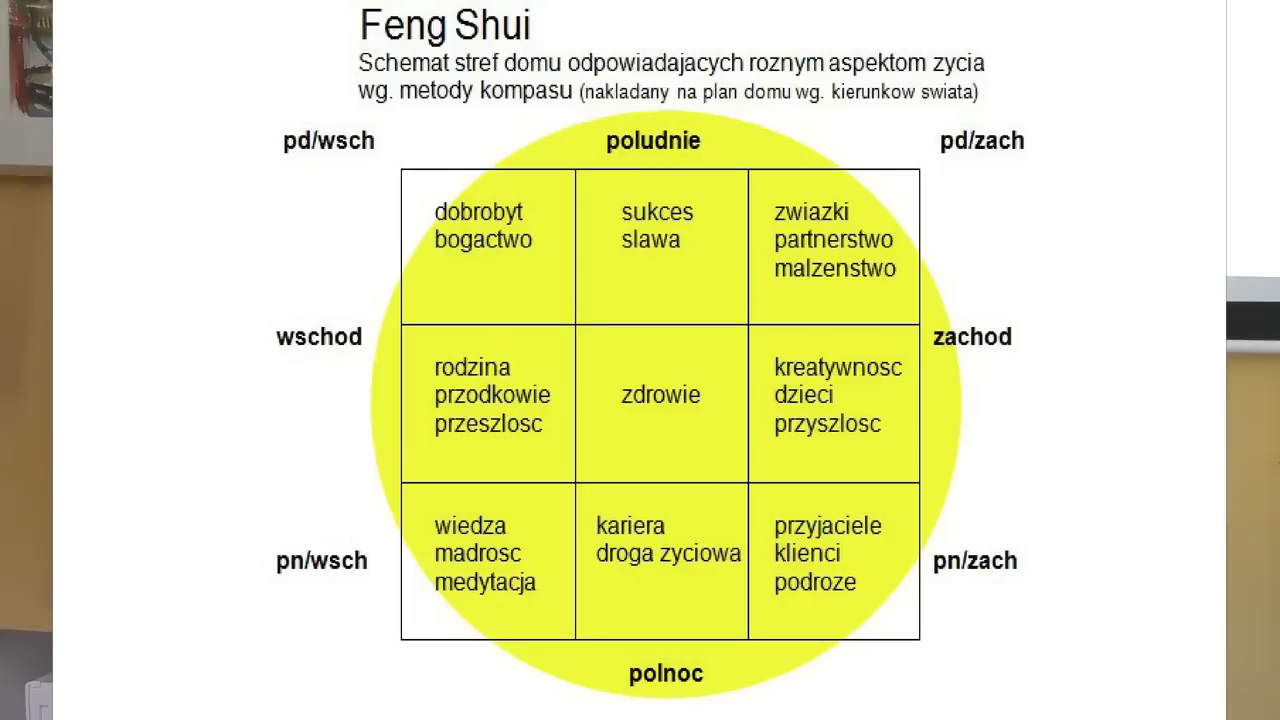 Feng Shui
Schemat stref domu odpowiadajacych roznym aspektom zycia
wg. metody kompasu (nakladany na plan domu wg. kierunkow swiata)
pd/wsch
poludnie
pd/zach
dobrobyt
bogactwo
sukces
slawa
zwiazki
partnerstwo
malzenstwo
wschod
zachod
rodzina
przodkowie
przeszlosc
zdrowie
kreatywnosc
dzieci
przyszlosc
pn/wsch
pn/zach
wiedza
madrosc
medytacja
kariera
droga zyciowa
przyjaciele
klienci
podroze
polnoc